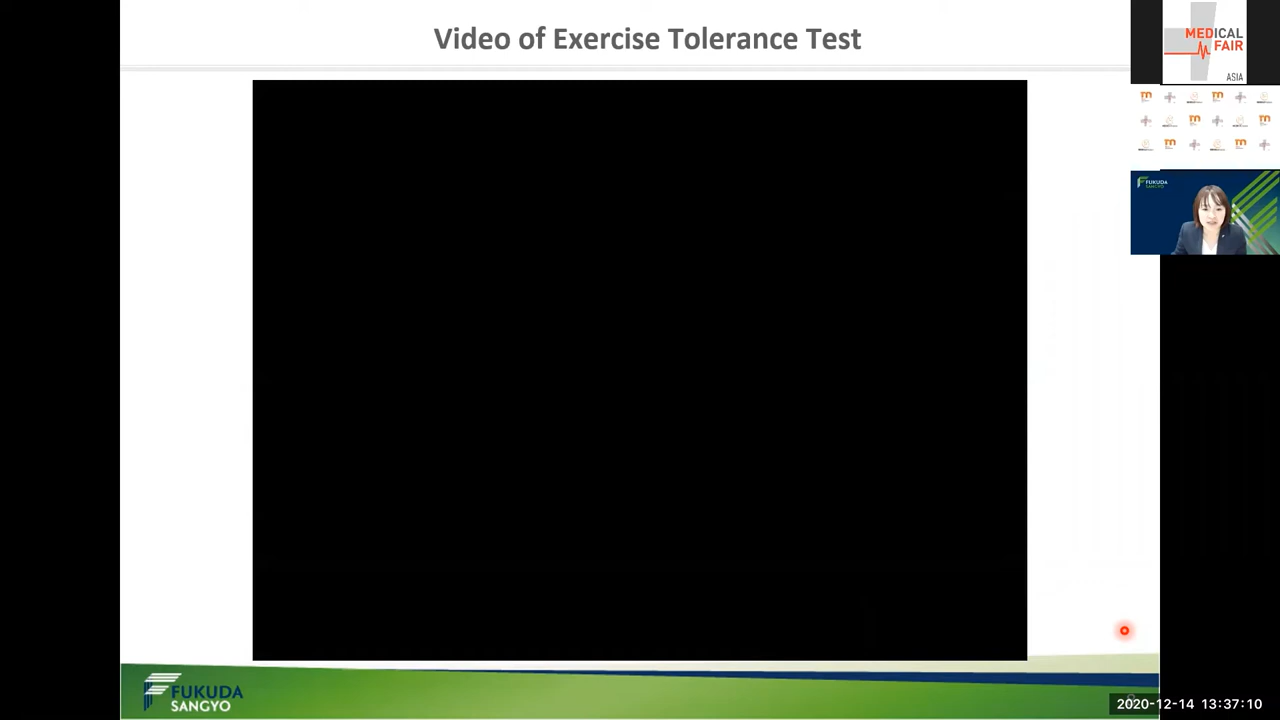 Video of Exercise Tolerance Test
MEDICAL
FAIR
ASIA
FUKUDA
SANGYO
FUKUDA
SANGYO
2020-12-14 13:37:10